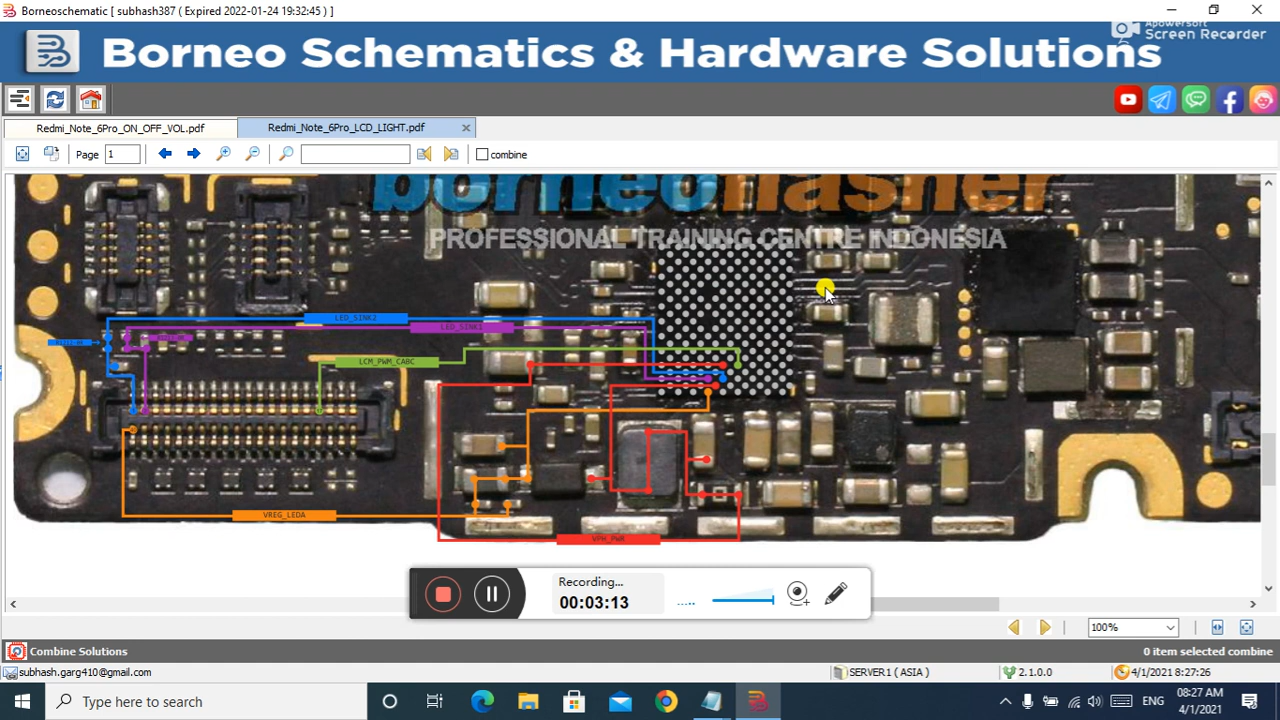 Borneoschematic [ subhash387 ( Expired 2022-01-24 19:32:45 ) ]
Apowersoft
Screen Recorder
Borneo Schematics & Hardware Solutions
Redmi_Note_6Pro_ON_OFF_VOL.pdf
Redmi_Note_6Pro_LCD_LIGHT.pdf
Page 1
combine
borneoflasher
PROFESSIONAL TRAINING CENTRE INDONESIA
LED_SINK2
LED_SINK1
LCM_PWM_CABC
VREG_LEDA
VPH_PWR
Recording...
00:03:13
100%
Combine Solutions
0 item selected combine
subhash.garg410@gmail.com
SERVER1 ( ASIA )
2.1.0.0
4/1/2021 8:27:26
Type here to search
ENG
08:27 AM
4/1/2021